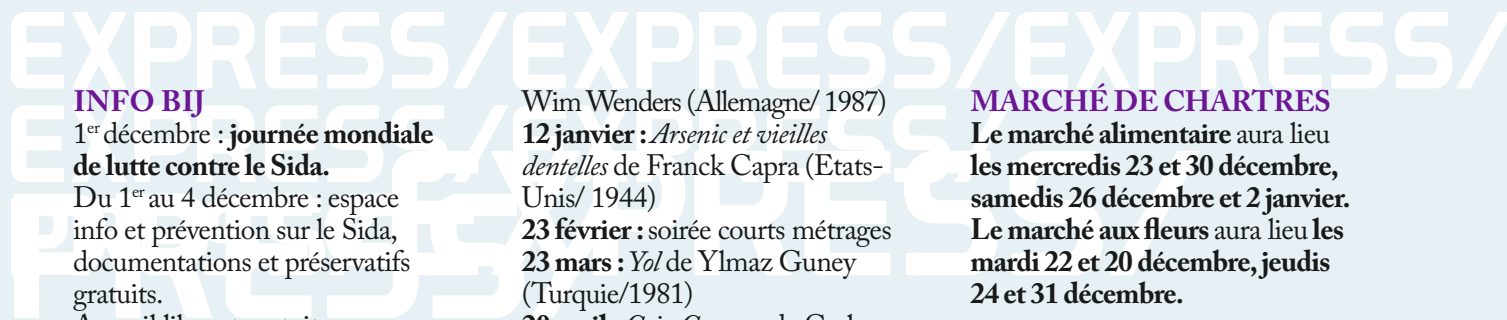 EXPRESS/EXPRESS/EXPRESS/
INFO BIJ
1er décembre : journée mondiale
de lutte contre le Sida.
Du 1er au 4 décembre : espace
info et prévention sur le Sida,
documentations et préservatifs
gratuits.
Wim Wenders (Allemagne/ 1987)
12 janvier : Arsenic et vieilles
dentelles de Franck Capra (Etats-
Unis/ 1944)
23 février : soirée courts métrages
23 mars : Yol de Ylmaz Guney
(Turquie/1981)
MARCHÉ DE CHARTRES
Le marché alimentaire aura lieu
les mercredis 23 et 30 décembre,
samedis 26 décembre et 2 janvier.
Le marché aux fleurs aura lieu les
mardi 22 et 20 décembre, jeudis
24 et 31 décembre.